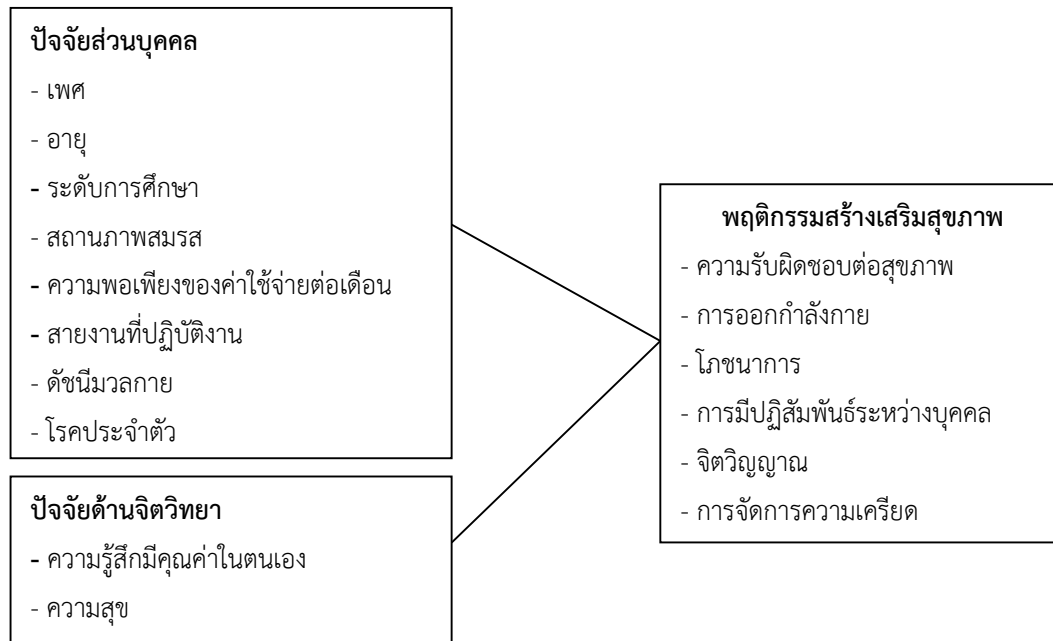 ปัจจัยส่วนบุคคล
- เพศ
- อายุ
- ระดับการศึกษา
- สถานภาพสมรส
- ความพอเพียงของค่าใช้จ่ายต่อเดือน
- สายงานที่ปฏิบัติงาน
- ดัชนีมวลกาย
- โรคประจำตัว
ปัจจัยด้านจิตวิทยา
- ความรู้สึกมีคุณค่าในตนเอง
- ความสุข
พฤติกรรมสร้างเสริมสุขภาพ
- ความรับผิดชอบต่อสุขภาพ
- การออกกำลังกาย
- โภชนาการ
- การมีปฏิสัมพันธ์ระหว่างบุคคล
- จิตวิญญาณ
- การจัดการความเครียด